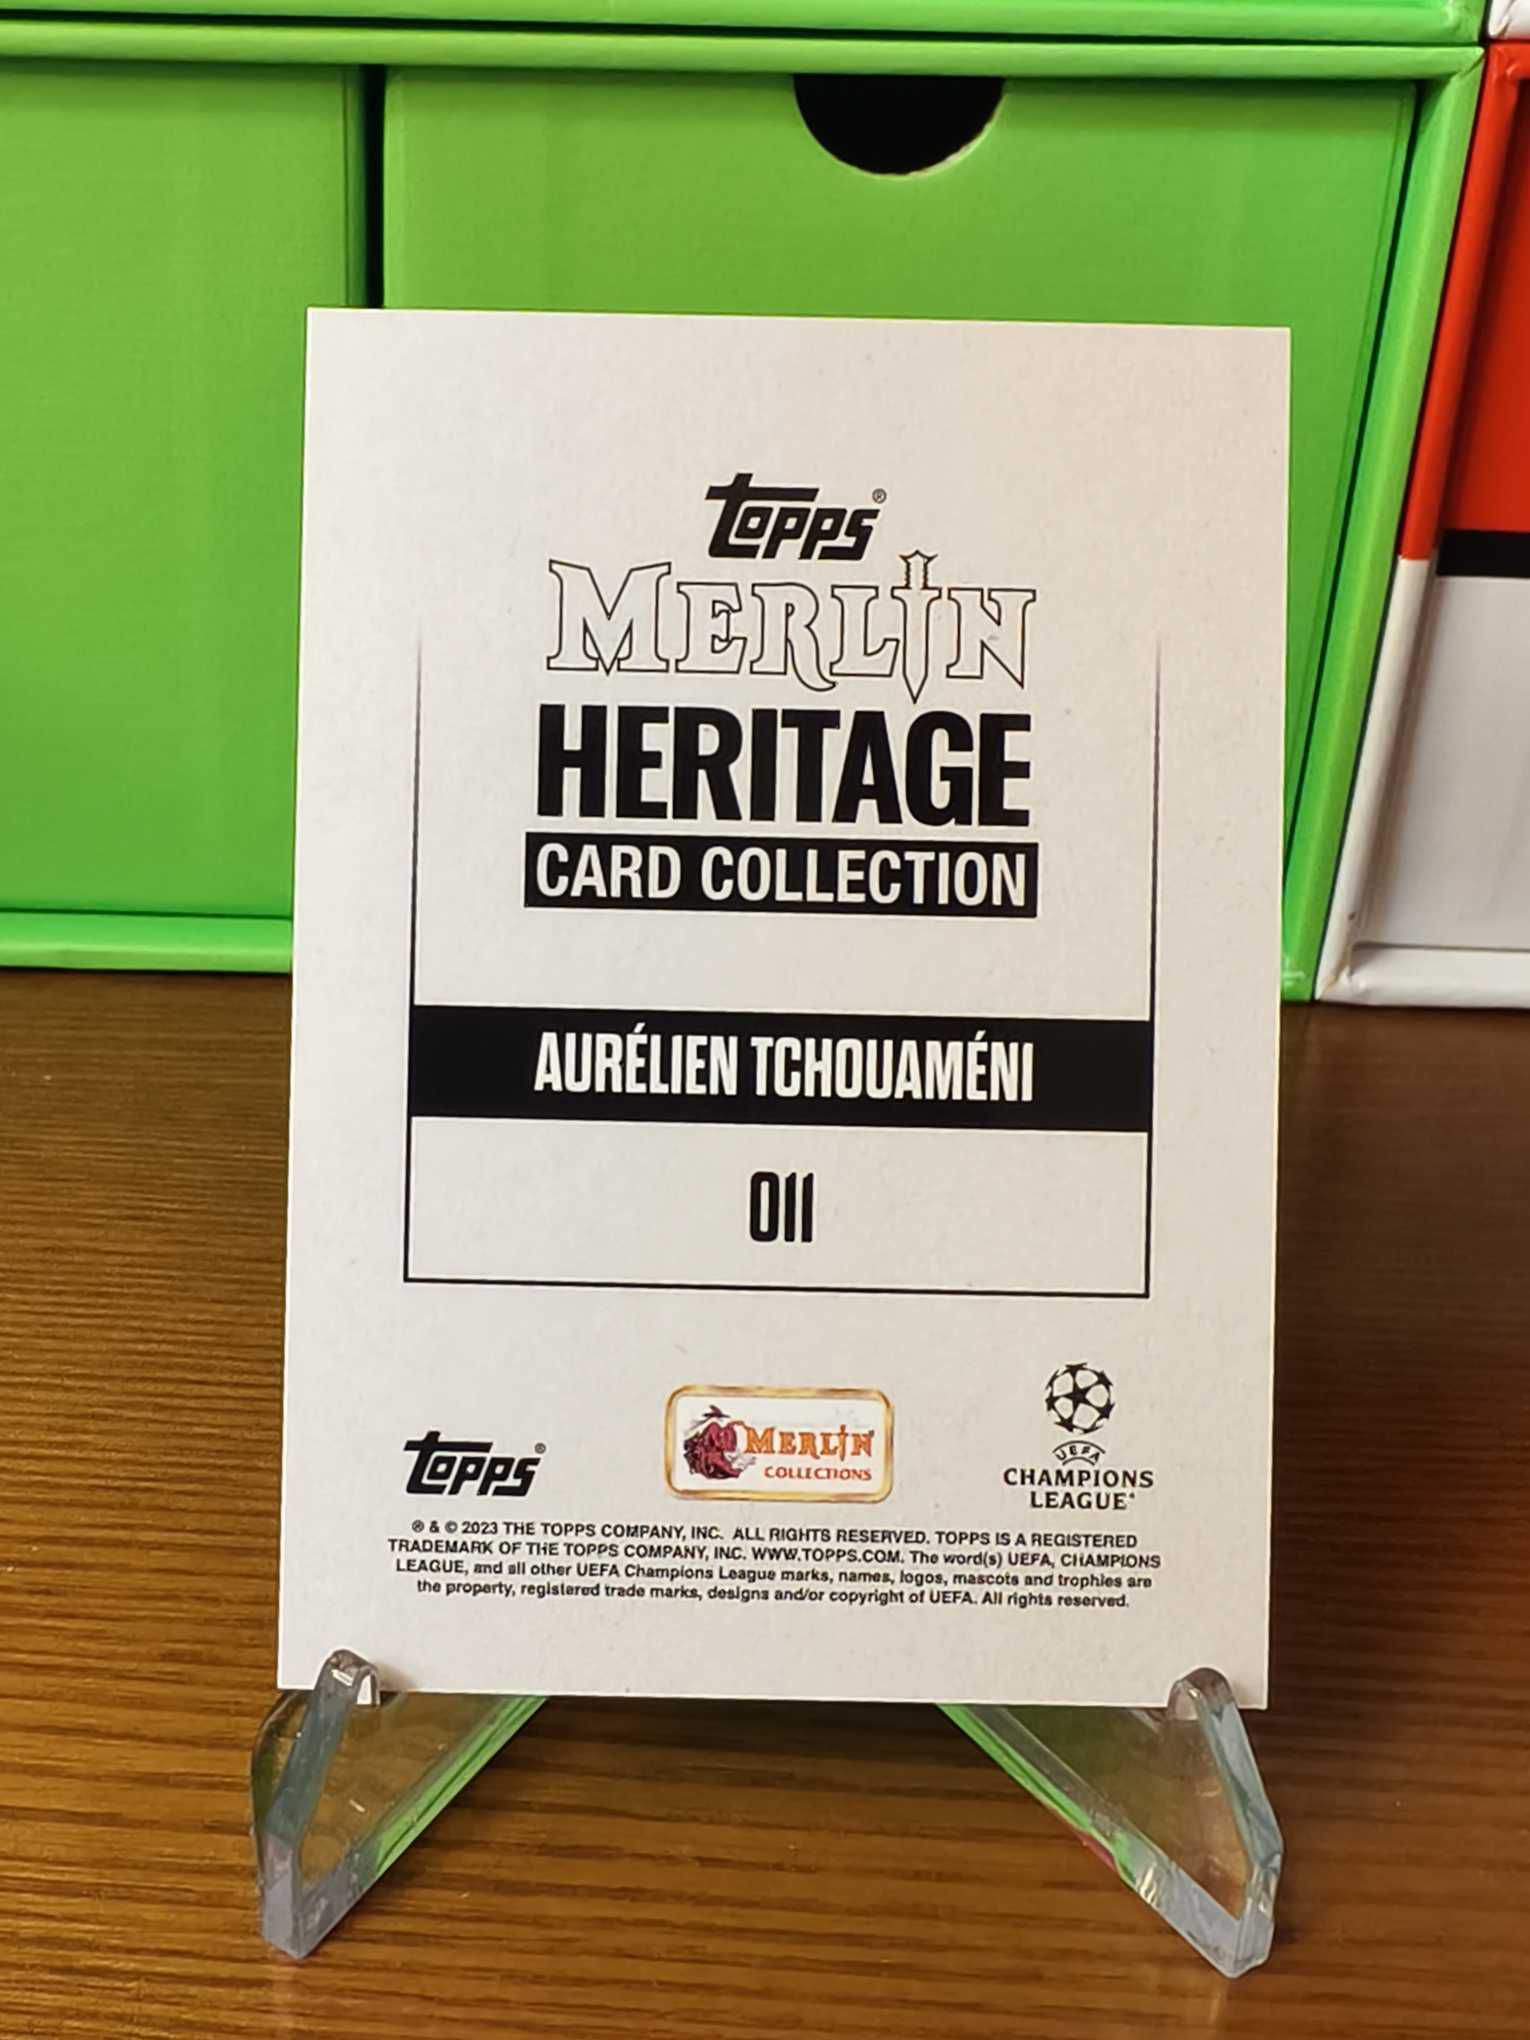 topps®
MERLIN
HERITAGE
CARD COLLECTION
AURÉLIEN TCHOUAMÉNI
011
topps®
MERLIN
COLLECTIONS
UEFA
CHAMPIONS
LEAGUE
® & © 2023 THE TOPPS COMPANY, INC. ALL RIGHTS RESERVED. TOPPS IS A REGISTERED
TRADEMARK OF THE TOPPS COMPANY, INC. WWW.TOPPS.COM. The word(s) UEFA, CHAMPIONS
LEAGUE, and all other UEFA Champions League marks, names, logos, mascots and trophies are
the property, registered trade marks, designs and/or copyright of UEFA. All rights reserved.